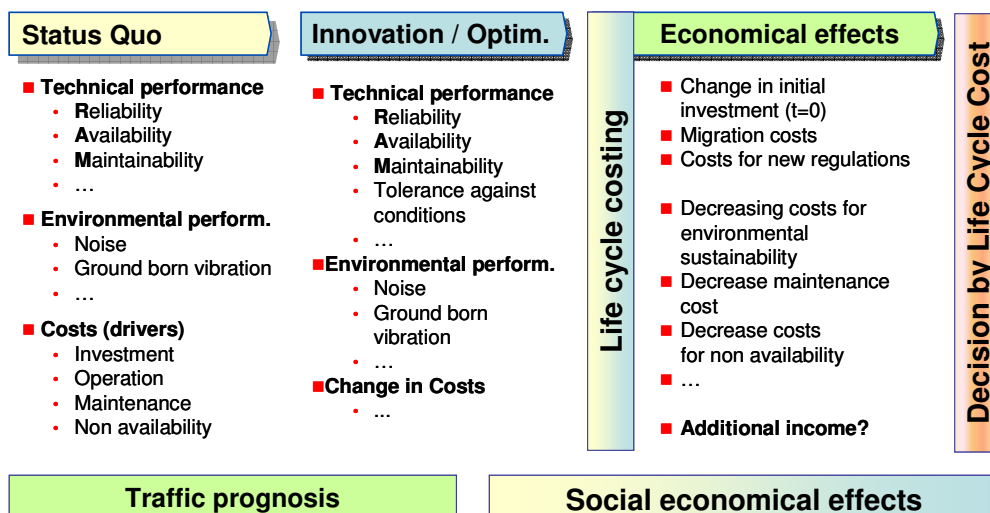 Status Quo
Technical performance
Reliability
Availability
Maintainability
...
Environmental perform.
Noise
Ground born vibration
...
Costs (drivers)
Investment
Operation
Maintenance
Non availability
Innovation / Optim.
Technical performance
Reliability
Availability
Maintainability
Tolerance against
conditions
...
Environmental perform.
Noise
Ground born
vibration
...
Change in Costs
...
Life cycle costing
Economical effects
Change in initial
investment (t=0)
Migration costs
Costs for new regulations
Decreasing costs for
environmental
sustainability
Decrease maintenance
cost
Decrease costs
for non availability
...
Additional income?
Decision by Life Cycle Cost
Traffic prognosis
Social economical effects